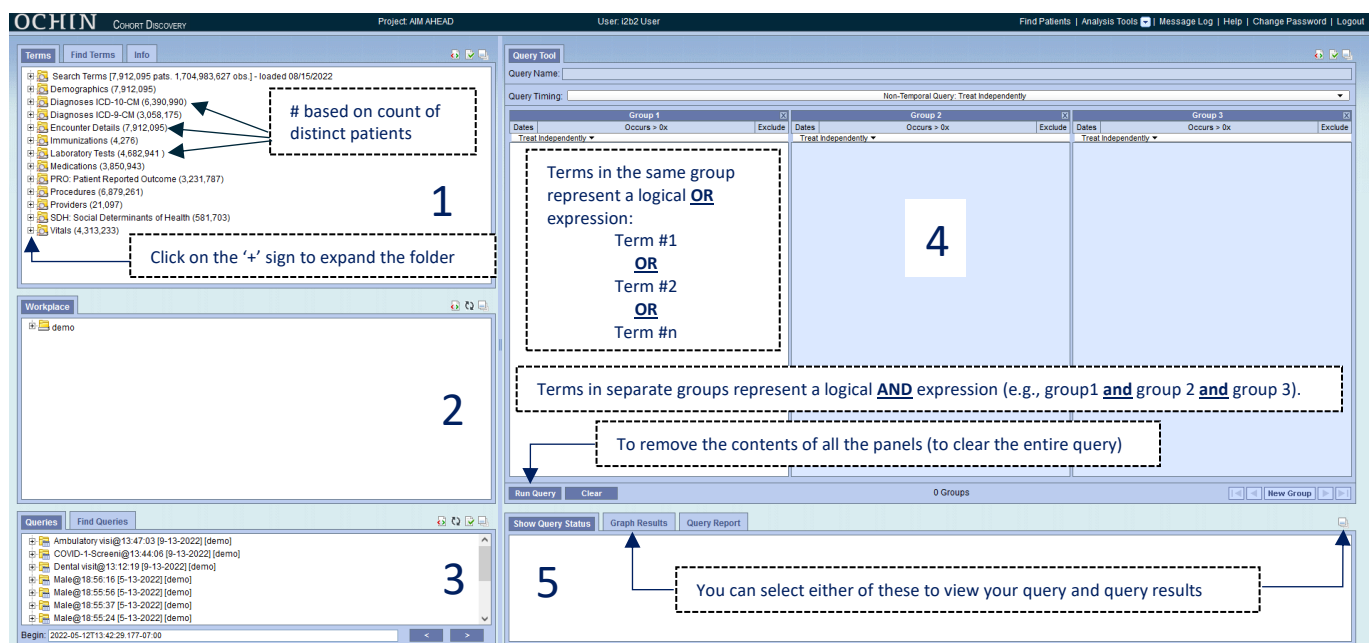 OCHIN COHORT DISCOVERY Project: AIM AHEAD User: i2b2 User Find Patients | Analysis Tools | Message Log | Help | Change Password | Logout
Terms Find Terms Info
Search Terms [7,912,095 pats. 1,704,983,627 obs.] - loaded 08/15/2022
Demographics (7,912,095)
Diagnoses ICD-10-CM (6,390,990)
Diagnoses ICD-9-CM (3,058,175)
Encounter Details (7,912,095)
Immunizations (4,276)
Laboratory Tests (4,682,941 )
Medications (3,850,943)
PRO: Patient Reported Outcome (3,231,787)
Procedures (6,879,261)
Providers (21,097)
SDH: Social Determinants of Health (581,703)
Vitals (4,313,233)
# based on count of
distinct patients
1
Click on the '+' sign to expand the folder
Workplace
demo
2
Queries Find Queries
Ambulatory visi@13:47:03 [9-13-2022] [demo]
COVID-1-Screeni@13:44:06 [9-13-2022] [demo]
Dental visit@13:12:19 [9-13-2022] [demo]
Male@18:56:16 [5-13-2022] [demo]
Male@18:55:56 [5-13-2022] [demo]
Male@18:55:37 [5-13-2022] [demo]
Male@18:55:24 [5-13-2022] [demo]
3
Begin: 2022-05-12T13:42:29.177-07:00 < >
Query Tool
Query Name:
Query Timing: Non-Temporal Query: Treat Independently
Group 1 X Group 2 X Group 3 X
Dates Occurs > 0x Exclude Dates Occurs > 0x Exclude Dates Occurs > 0x Exclude
Treat Independently Treat Independently Treat Independently
Terms in the same group
represent a logical OR
expression:
Term #1
OR
Term #2
OR
Term #n
4
Terms in separate groups represent a logical AND expression (e.g., group1 and group 2 and group 3).
To remove the contents of all the panels (to clear the entire query)
Run Query Clear 0 Groups New Group
Show Query Status Graph Results Query Report
5
You can select either of these to view your query and query results